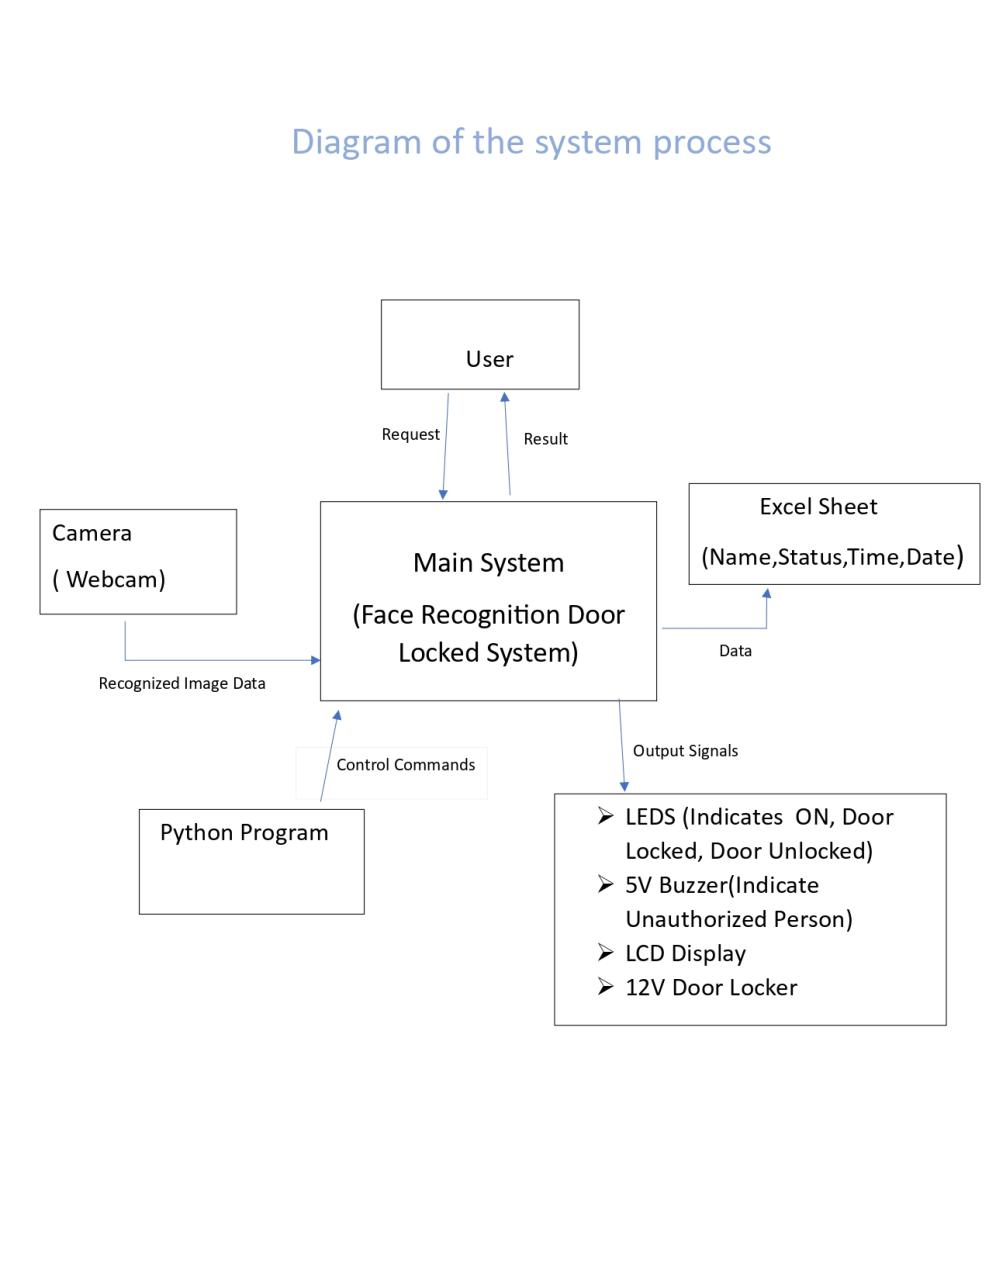 Diagram of the system process
User
Request
Result
Camera
( Webcam)
Main System
(Face Recognition Door
Locked System)
Excel Sheet
(Name,Status,Time,Date)
Data
Recognized Image Data
Control Commands
Output Signals
Python Program
➢ LEDS (Indicates  ON, Door
Locked, Door Unlocked)
➢ 5V Buzzer(Indicate
Unauthorized Person)
➢ LCD Display
➢ 12V Door Locker